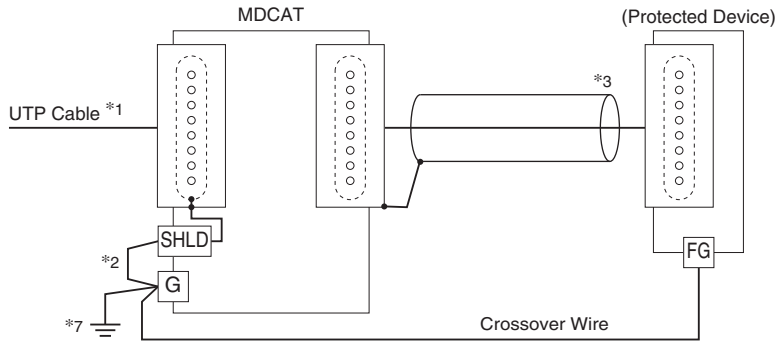 MDCAT
(Protected Device)
UTP Cable *1
*3
SHLD
*2
FG
G
*7
Crossover Wire